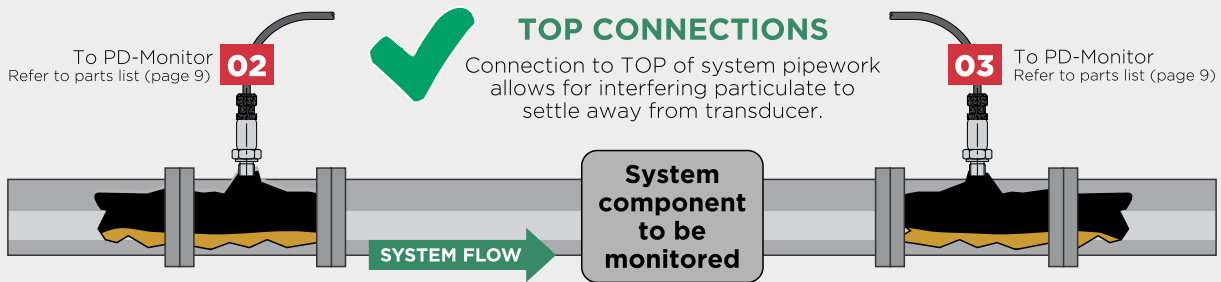 TOP CONNECTIONS
Connection to TOP of system pipework
allows for interfering particulate to
settle away from transducer.
To PD-Monitor
Refer to parts list (page 9)
02
03
To PD-Monitor
Refer to parts list (page 9)
System
component
to be
monitored
SYSTEM FLOW